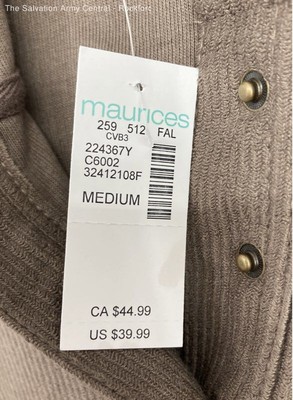 The Salvation Army Central - Rockford
maurices
259 512 FAL
CVB3
224367Y
C6002
32412108F
MEDIUM
CA $44.99
US $39.99